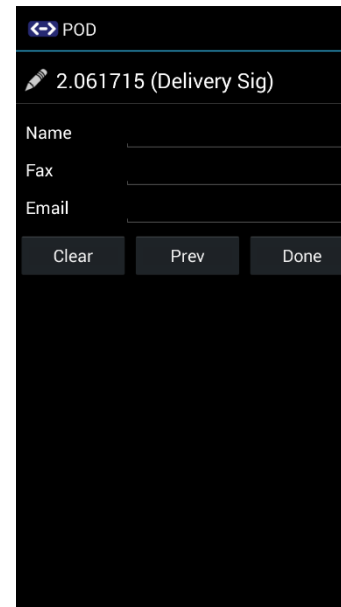 POD
2.061715 (Delivery Sig)
Name
Fax
Email
Clear Prev Done